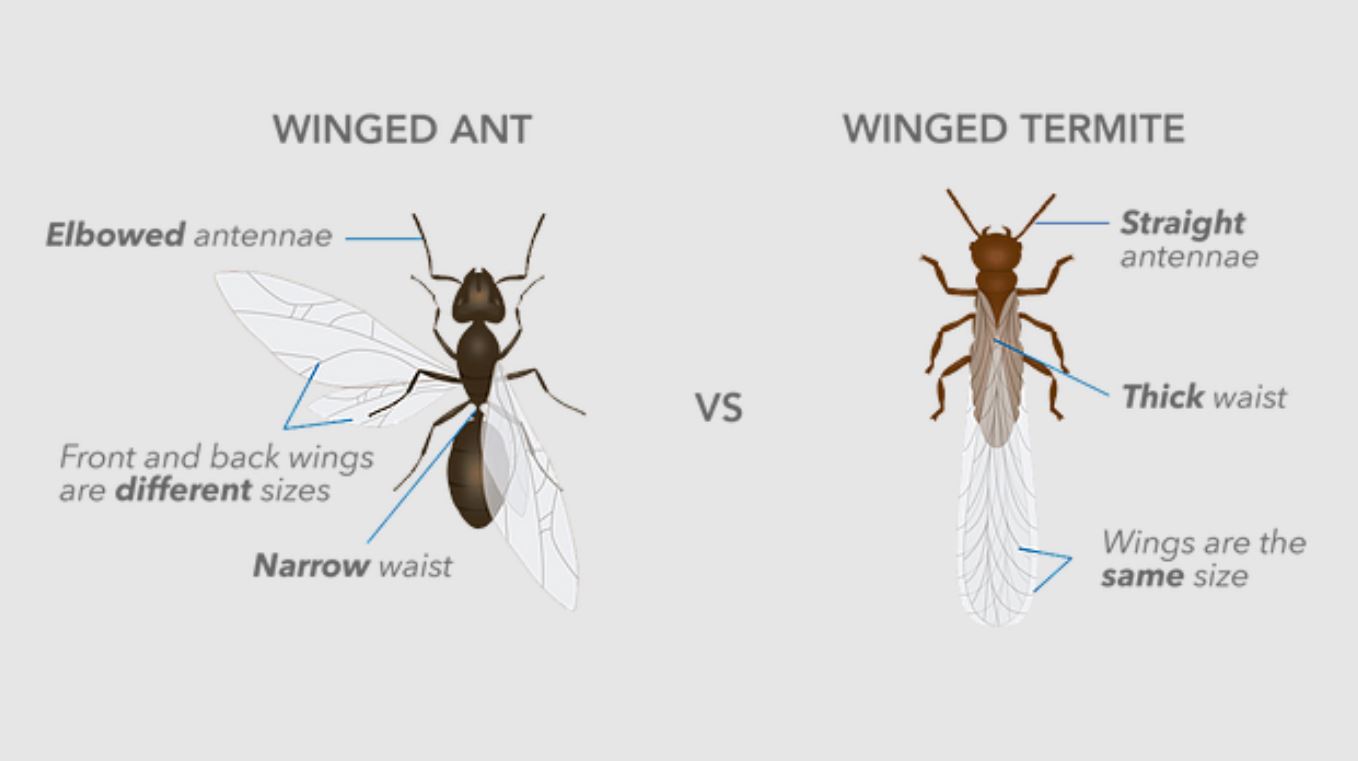 WINGED ANT
Elbowed antennae
Front and back wings
are different sizes
Narrow waist
VS
WINGED TERMITE
Straight
antennae
Thick waist
Wings are the
same size